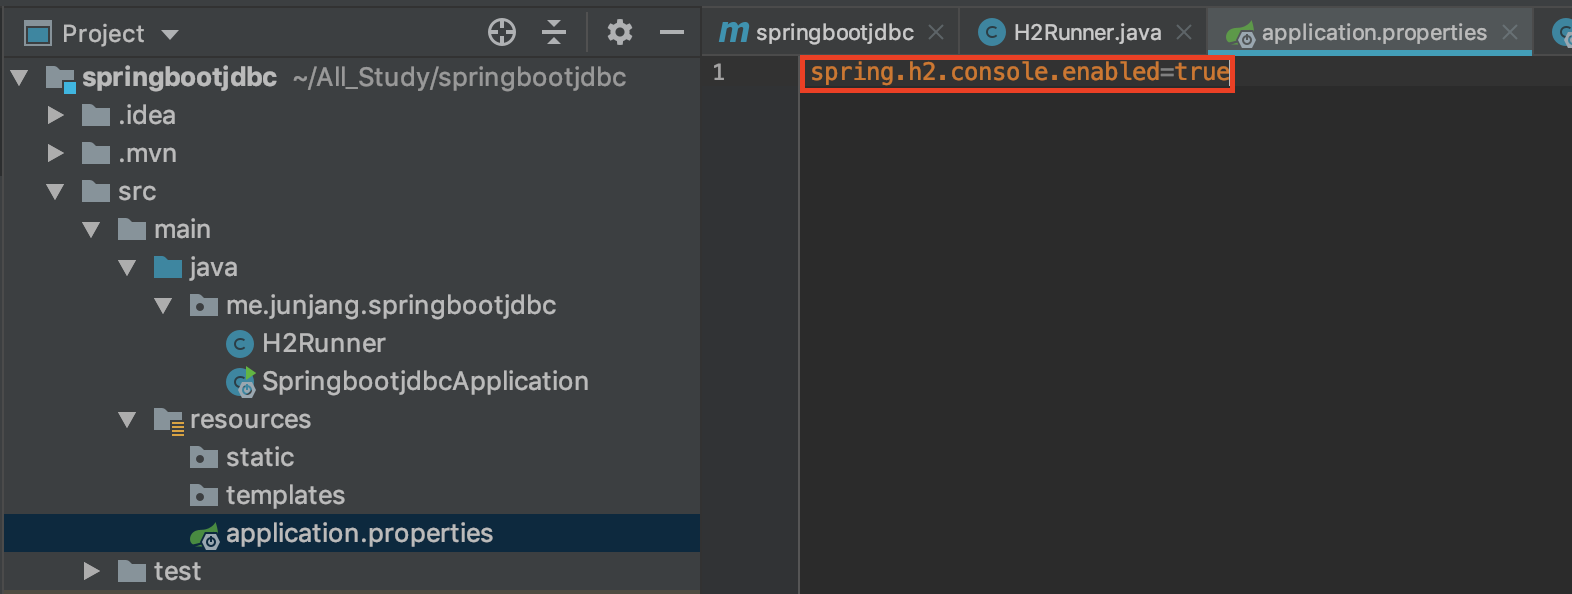 Project
springbootjdbc
H2Runner.java
application.properties
springbootjdbc ~/All_Study/springbootjdbc
.idea
.mvn
src
main
java
me.junjang.springbootjdbc
H2Runner
SpringbootjdbcApplication
resources
static
templates
application.properties
test
1
spring.h2.console.enabled=true